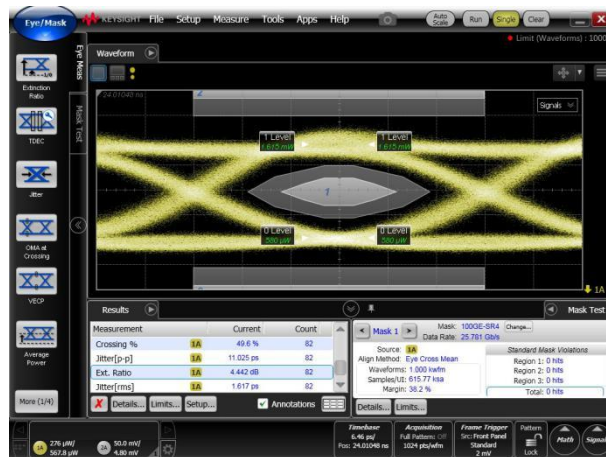 Eye/Mask
KEYSIGHT File Setup Measure Tools Apps Help
Auto Scale
Run
Single
Clear
Limit (Waveforms) : 1000
Waveform
Eye Meas
Mask Test
Extinction Ratio
TDEC
Jitter
OMA at Crossing
VECP
Average Power
More (1/4)
24.01048 ns
2
Signals
1 Level
1.615 mW
1 Level
1.615 mW
1
0 Level
580 µW
0 Level
580 µW
1A
Results
Measurement Current Count
Crossing % 1A 49.6 % 82
Jitter[p-p] 1A 11.025 ps 82
Ext. Ratio 1A 4.442 dB 82
Jitter[rms] 1A 1.617 ps 82
Details... Limits... Setup... Annotations
Mask Test
Mask 1
Mask: 100GE-SR4 Change...
Data Rate: 25.781 Gb/s
Source: 1A
Align Method: Eye Cross Mean
Waveforms: 1.000 kwfm
Samples/UI: 615.77 ksa
Margin: 38.2 %
Standard Mask Violations
Region 1: 0 hits
Region 2: 0 hits
Region 3: 0 hits
Total: 0 hits
Details... Limits...
1A 276 µW/
567.8 µW
2A 50.0 mV/
4.80 mV
Timebase
6.46 ps/
Pos: 24.01048 ns
Acquisition
Full Pattern: Off
1024 pts/wfm
Frame Trigger
Src: Front Panel
Standard
2 mV
Pattern
Lock
Math
Signal